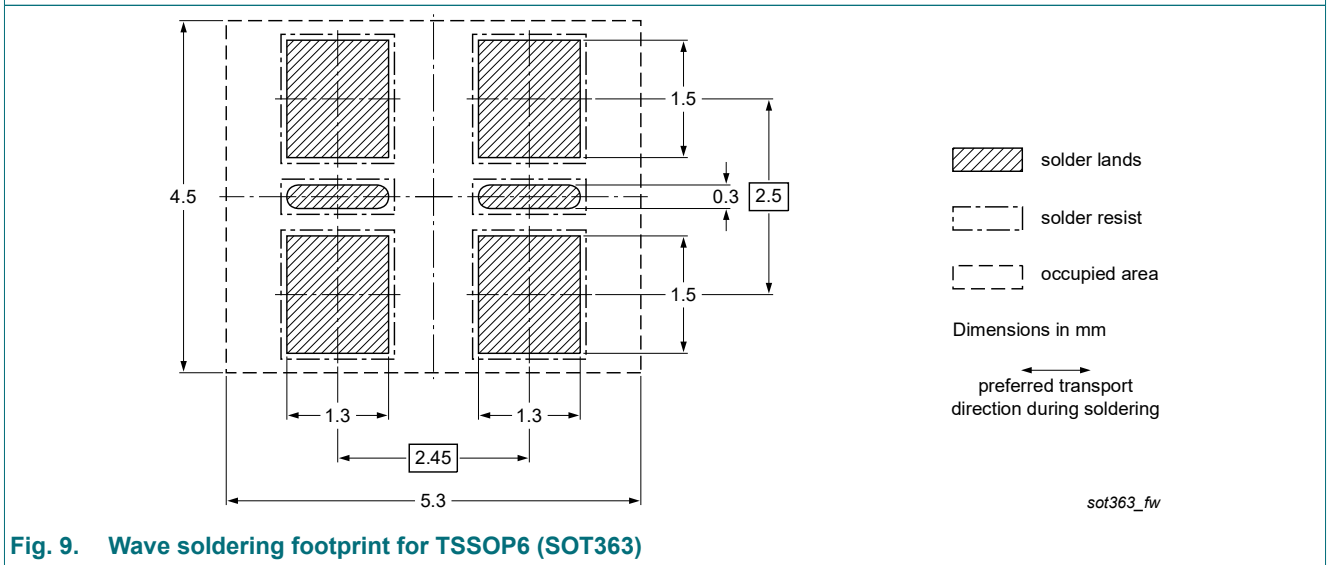 1.5
4.5
0.3 2.5
1.5
1.3 1.3
2.45
5.3
solder lands
solder resist
occupied area
Dimensions in mm
preferred transport
direction during soldering
sot363_fw
Fig. 9. Wave soldering footprint for TSSOP6 (SOT363)